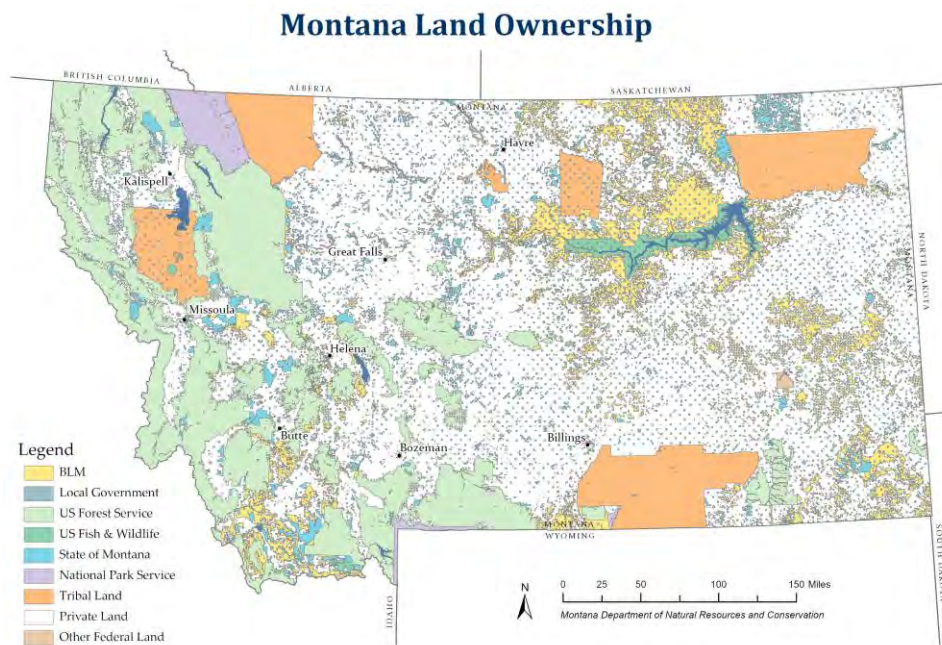 Montana Land Ownership
BRITISH COLUMBIA
ALBERTA
SASKATCHEWAN
MONTANA
Havre
Kalispell
Great Falls
MONTANA
NORTH DAKOTA
Missoula
Helena
Butte
Bozeman
Billings
MONTANA
WYOMING
IDAHO
SOUTH DAKOTA
Legend
BLM
Local Government
US Forest Service
US Fish & Wildlife
State of Montana
National Park Service
Tribal Land
Private Land
Other Federal Land
N
0 25 50 100 150 Miles
Montana Department of Natural Resources and Conservation